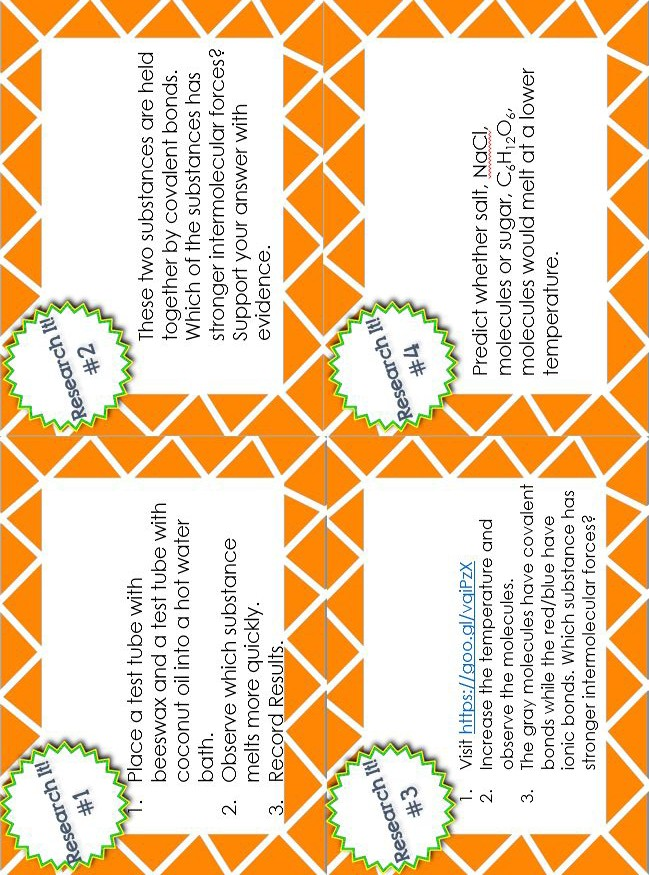 Research It!
#1
1. Place a test tube with
beeswax and a test tube with
coconut oil into a hot water
bath.
2. Observe which substance
melts more quickly.
3. Record Results.
Research It!
#2
These two substances are held
together by covalent bonds.
Which of the substances has
stronger intermolecular forces?
Support your answer with
evidence.
Research It!
#3
1. Visit https://goo.gl/vqiPzX
2. Increase the temperature and
observe the molecules.
3. The gray molecules have covalent
bonds while the red/blue have
ionic bonds. Which substance has
stronger intermolecular forces?
Research It!
#4
Predict whether salt, NaCl,
molecules or sugar, C₆H₁₂O₆,
molecules would melt at a lower
temperature.